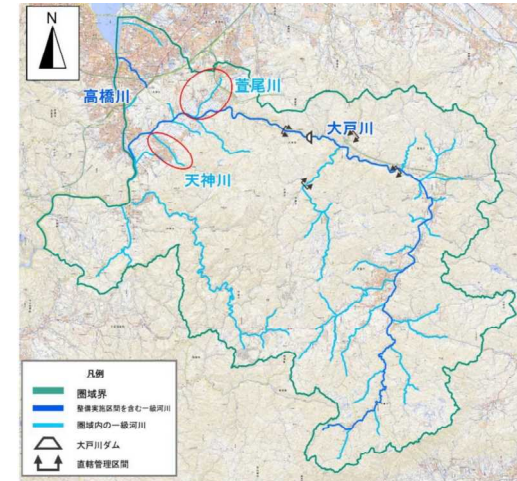 N
萱尾川
高橋川
大戸川
天神川
凡例
圏域界
整備実施区間を含む一級河川
圏域内の一級河川
大戸川ダム
直轄管理区間